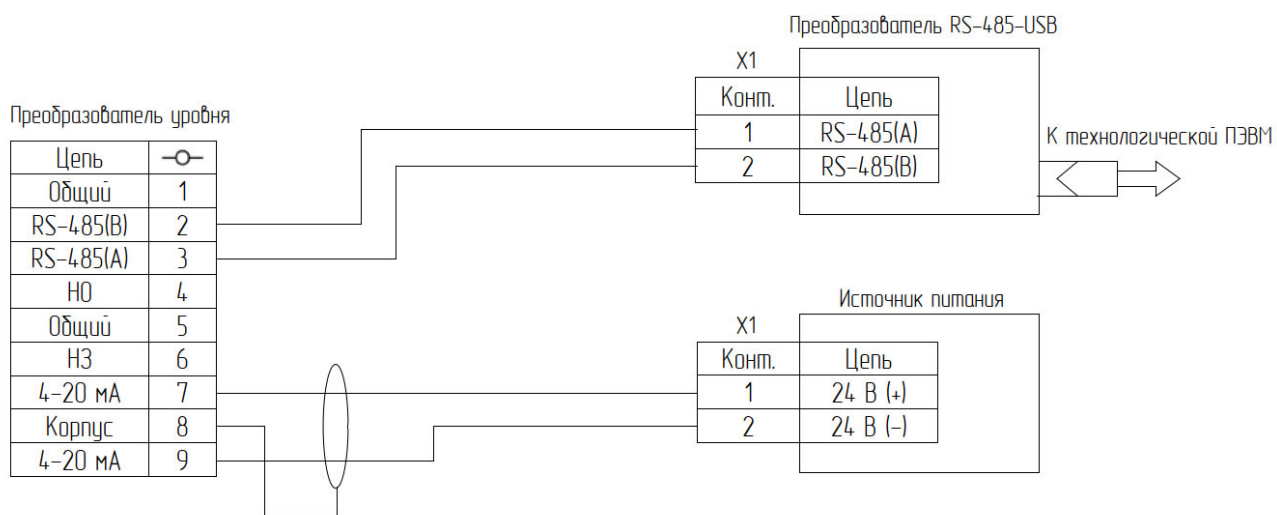 Преобразователь RS-485-USB
X1
Конт. Цепь
1 RS-485(A)
2 RS-485(B)
К технологической ПЭВМ
Преобразователь уровня
Цепь
Общий 1
RS-485(B) 2
RS-485(A) 3
НО 4
Общий 5
НЗ 6
4-20 мА 7
Корпус 8
4-20 мА 9
Источник питания
X1
Конт. Цепь
1 24 В (+)
2 24 В (-)